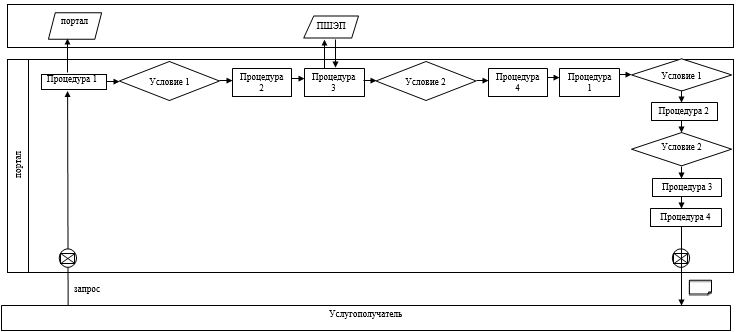 портал
ПШЭП
Процедура 1
Условие 1
Процедура
2
Процедура
3
Условие 2
Процедура
4
Процедура
1
Условие 1
Процедура 2
Условие 2
Процедура 3
Процедура 4
портал
запрос
Услугополучатель